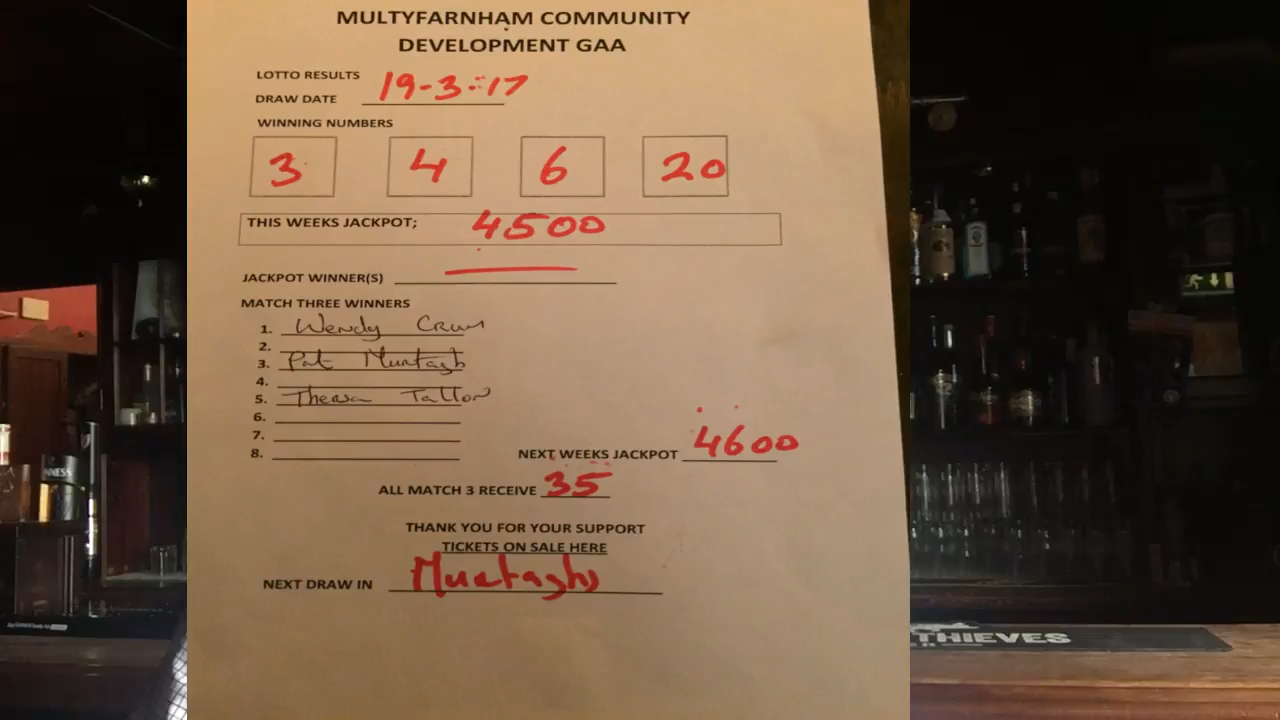 MULTYFARNHAM COMMUNITY
DEVELOPMENT GAA
LOTTO RESULTS
DRAW DATE 19-3-17
WINNING NUMBERS
3 4 6 20
THIS WEEKS JACKPOT; 4500
JACKPOT WINNER(S)
MATCH THREE WINNERS
1. Wendy
2.
3. Pat Murtagh
4.
5. Theresa Tallon
6.
7.
8.
NEXT WEEKS JACKPOT 4600
ALL MATCH 3 RECEIVE 35
THANK YOU FOR YOUR SUPPORT
TICKETS ON SALE HERE
NEXT DRAW IN Murtaghs
GUINNESS
THIEVES